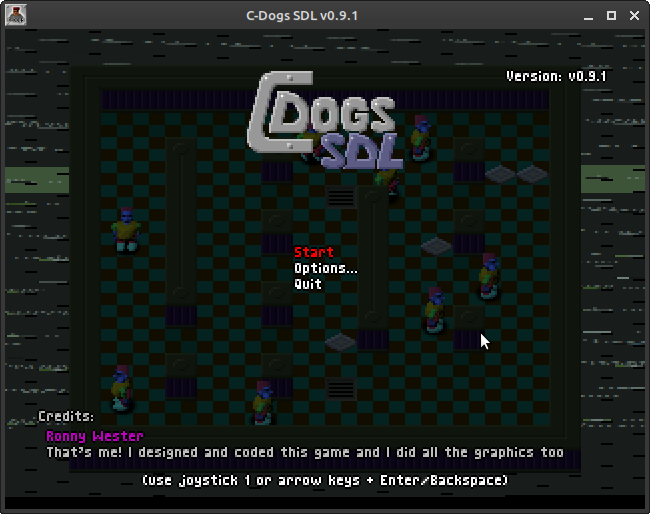 C-Dogs SDL v0.9.1
Version: v0.9.1
C
DOGS
SDL
Start
Options...
Quit
Credits:
Ronny Wester
That's me! I designed and coded this game and I did all the graphics too
(use joystick 1 or arrow keys + Enter/Backspace)